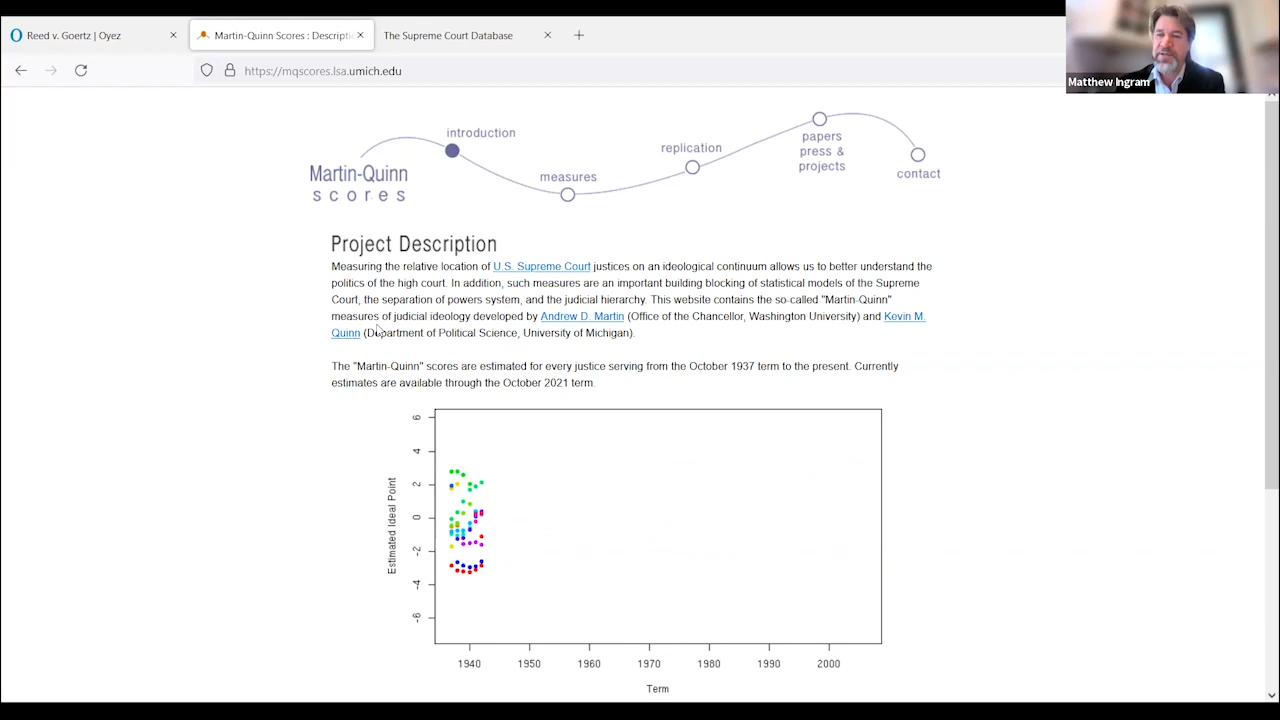 Reed v. Goertz | Oyez
Martin-Quinn Scores : Descripti
The Supreme Court Database
https://mqscores.lsa.umich.edu
Matthew Ingram
Martin-Quinn
scores
introduction
measures
replication
papers
press &
projects
contact
Project Description
Measuring the relative location of U.S. Supreme Court justices on an ideological continuum allows us to better understand the
politics of the high court. In addition, such measures are an important building blocking of statistical models of the Supreme
Court, the separation of powers system, and the judicial hierarchy. This website contains the so-called "Martin-Quinn"
measures of judicial ideology developed by Andrew D. Martin (Office of the Chancellor, Washington University) and Kevin M.
Quinn (Department of Political Science, University of Michigan).
The "Martin-Quinn" scores are estimated for every justice serving from the October 1937 term to the present. Currently
estimates are available through the October 2021 term.
Estimated Ideal Point
6
4
2
0
-2
-4
-6
1940 1950 1960 1970 1980 1990 2000
Term